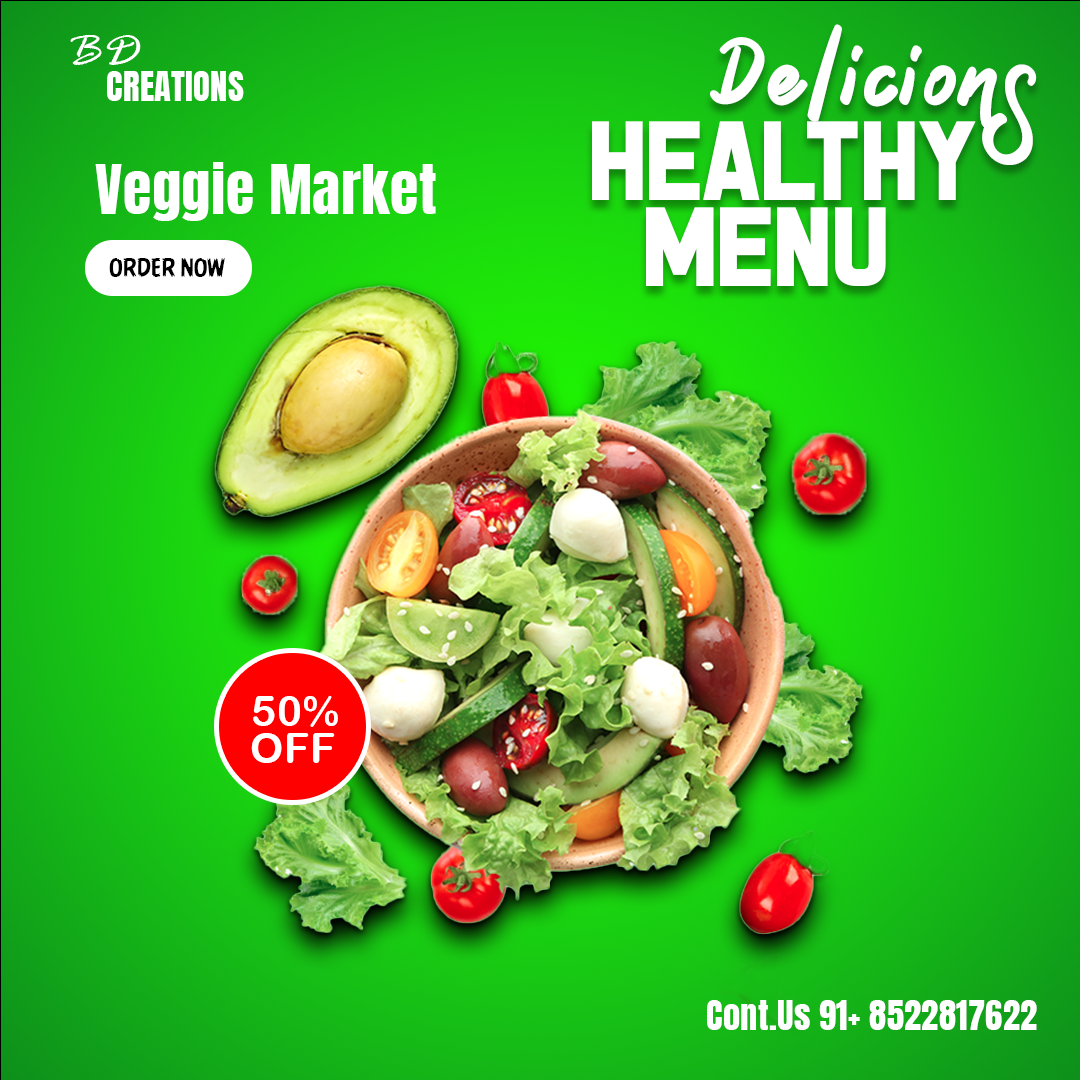 BD
CREATIONS
Delicions
HEALTHY
MENU
Veggie Market
ORDER NOW
50%
OFF
Cont.Us 91+ 8522817622